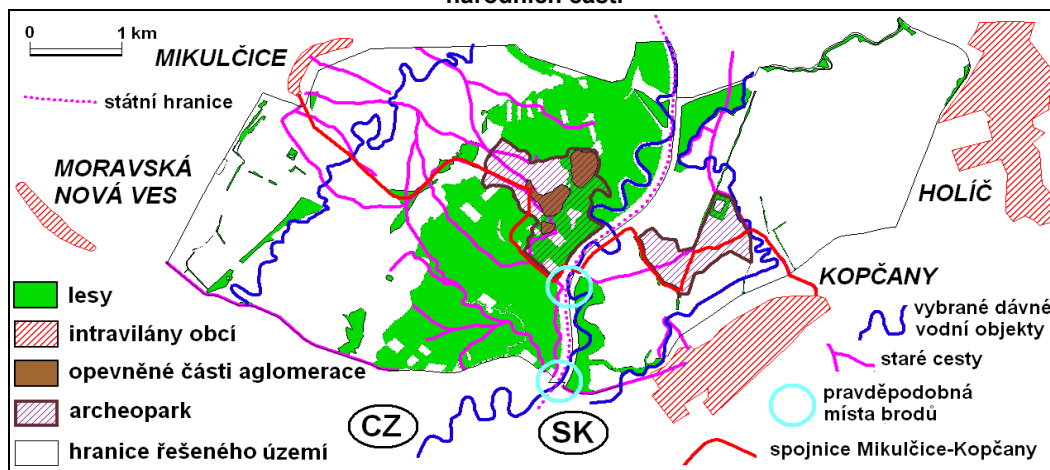 národních částí
0 1 km
MIKULČICE
státní hranice
MORAVSKÁ
NOVÁ VES
HOLÍČ
KOPČANY
lesy
intravilány obcí
opevněné části aglomerace
archeopark
hranice řešeného území
CZ
SK
vybrané dávné
vodní objekty
staré cesty
pravděpodobná
místa brodů
spojnice Mikulčice-Kopčany